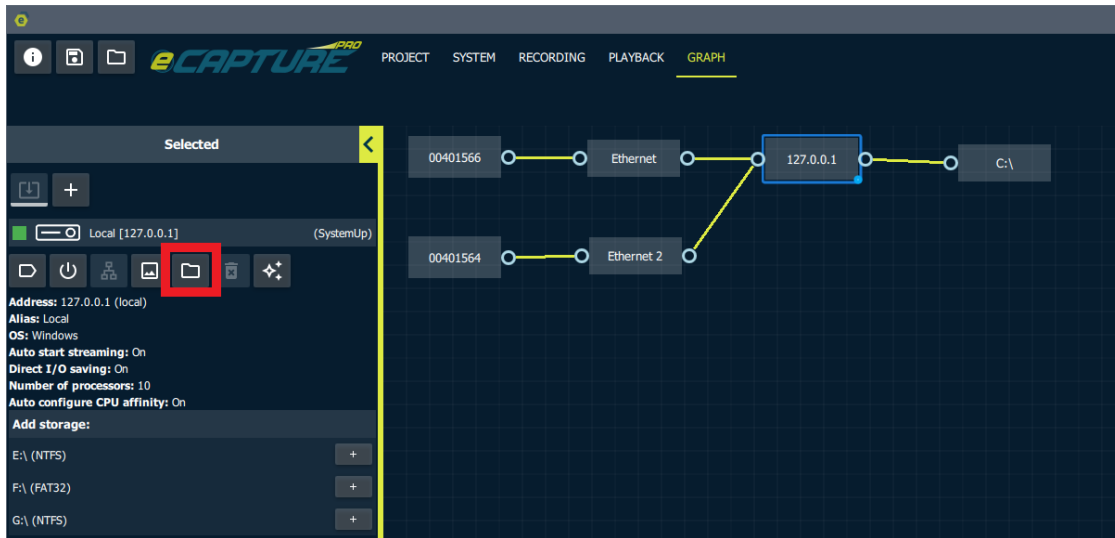 e
eCAPTURE PRO
PROJECT SYSTEM RECORDING PLAYBACK GRAPH
Selected
Local [127.0.0.1] (SystemUp)
Address: 127.0.0.1 (local)
Alias: Local
OS: Windows
Auto start streaming: On
Direct I/O saving: On
Number of processors: 10
Auto configure CPU affinity: On
Add storage:
E:\ (NTFS) +
F:\ (FAT32) +
G:\ (NTFS) +
00401566 Ethernet 127.0.0.1 C:\
00401564 Ethernet 2